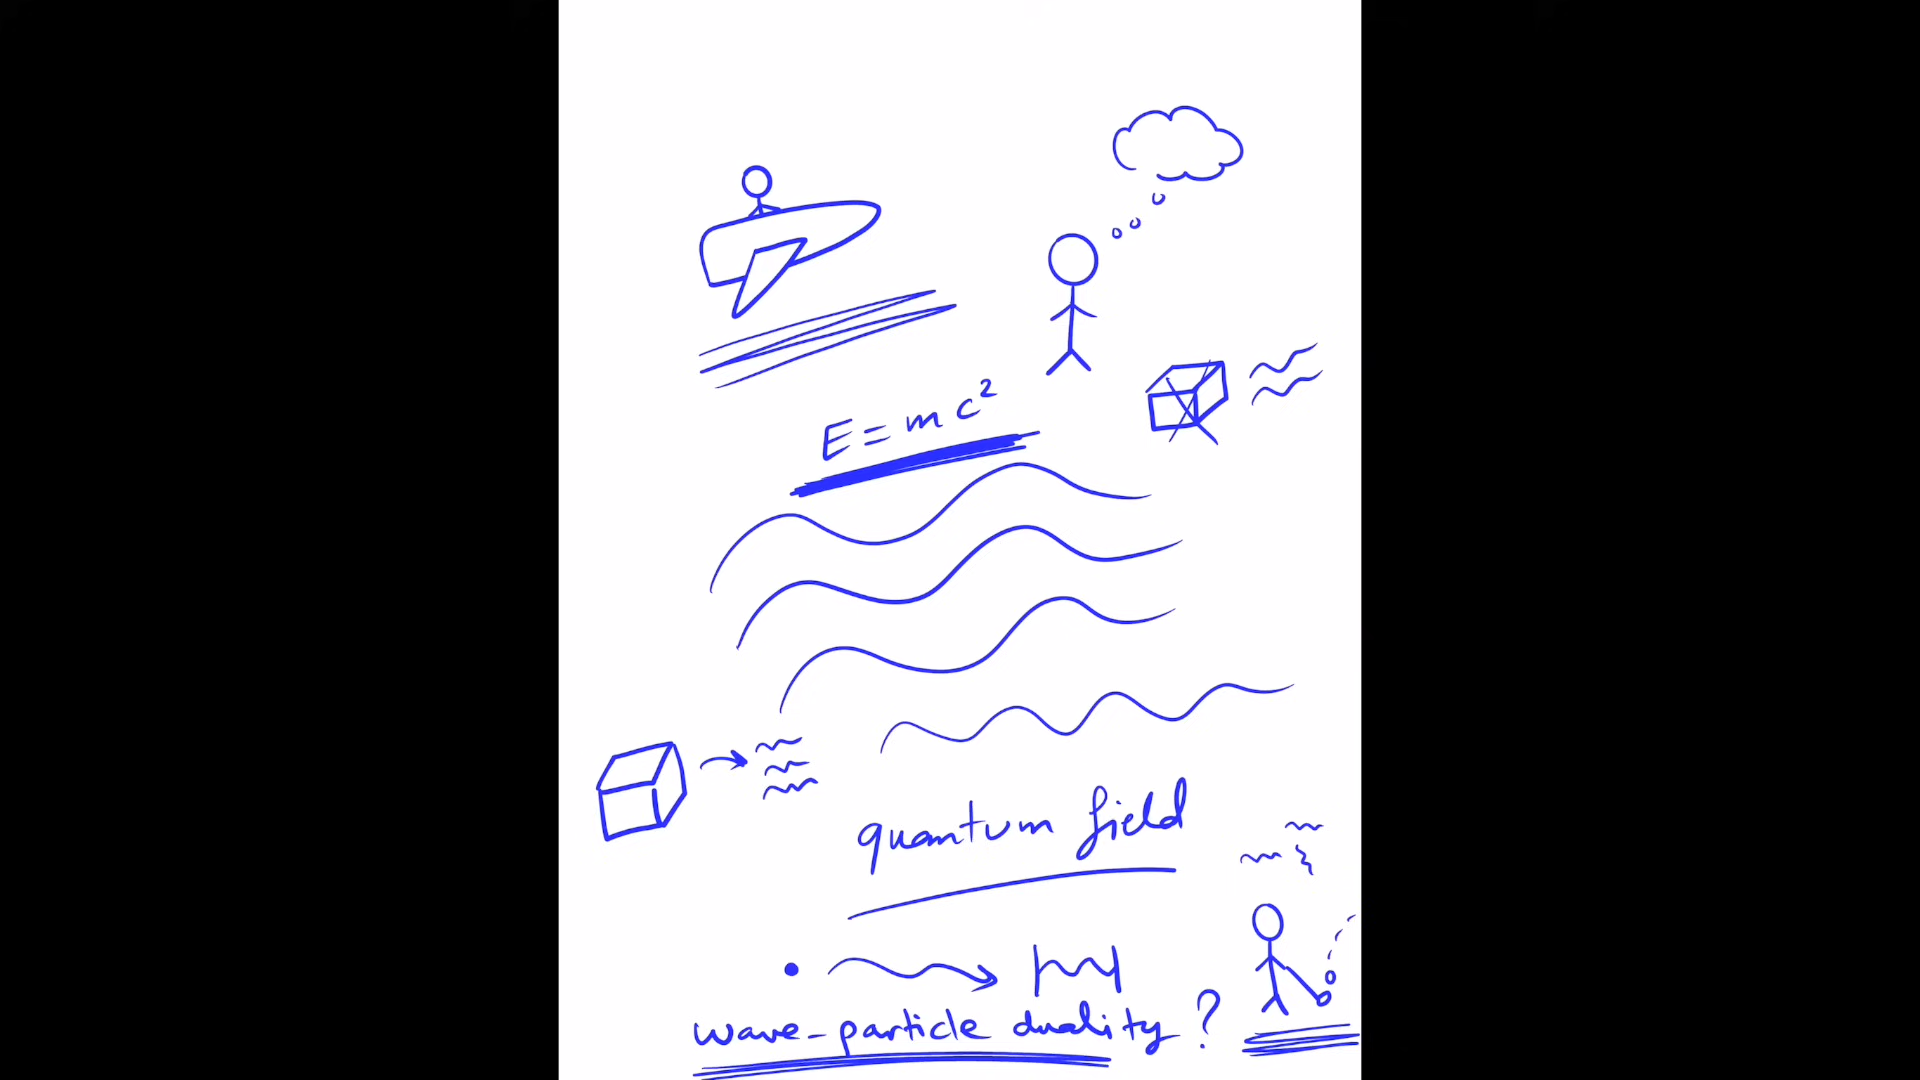 E = mc²
quantum field
wave-particle duality?